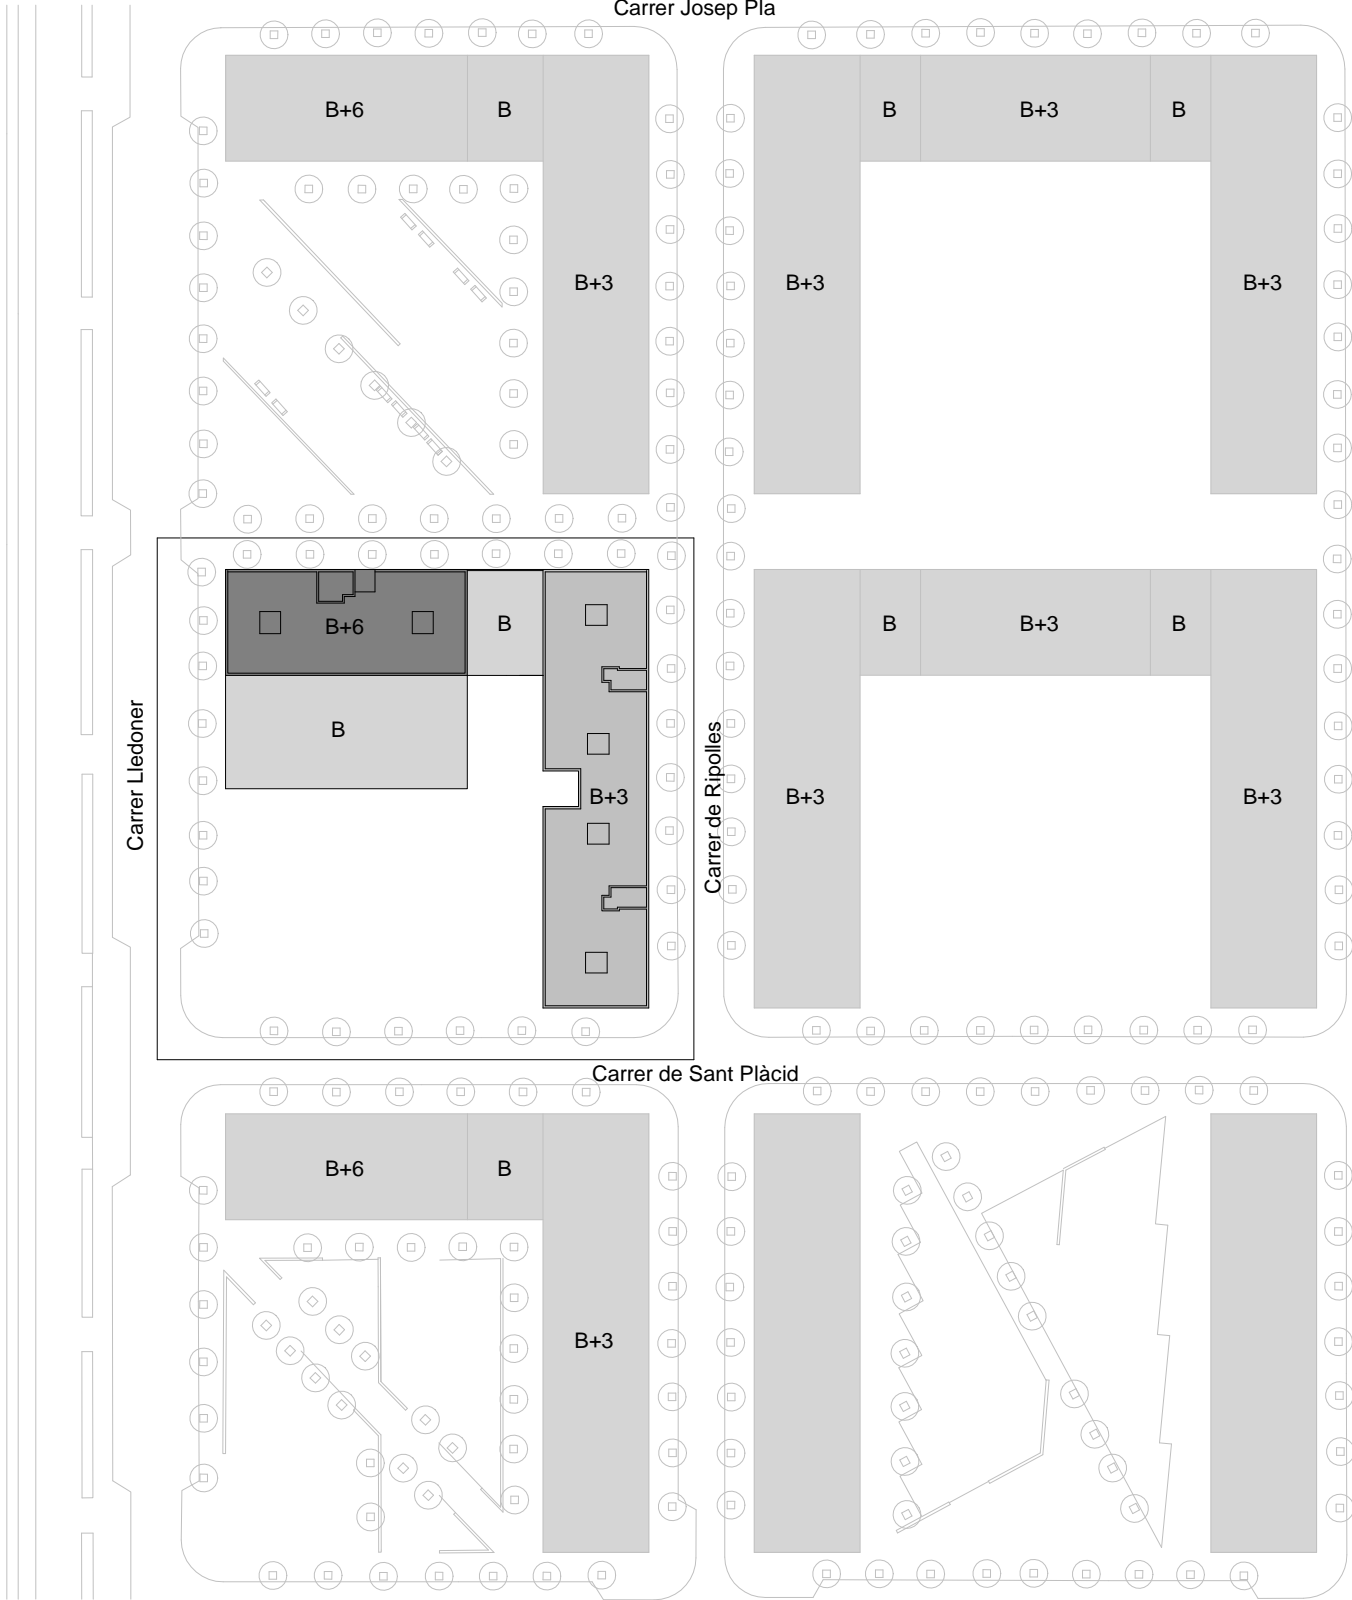 Carrer Josep Pla
B+6 B B B+3 B
B+3 B+3 B+3
B+6 B B B+3 B
B
Carrer Lledoner
Carrer de Ripolles
B+3 B+3 B+3
Carrer de Sant Plàcid
B+6 B
B+3